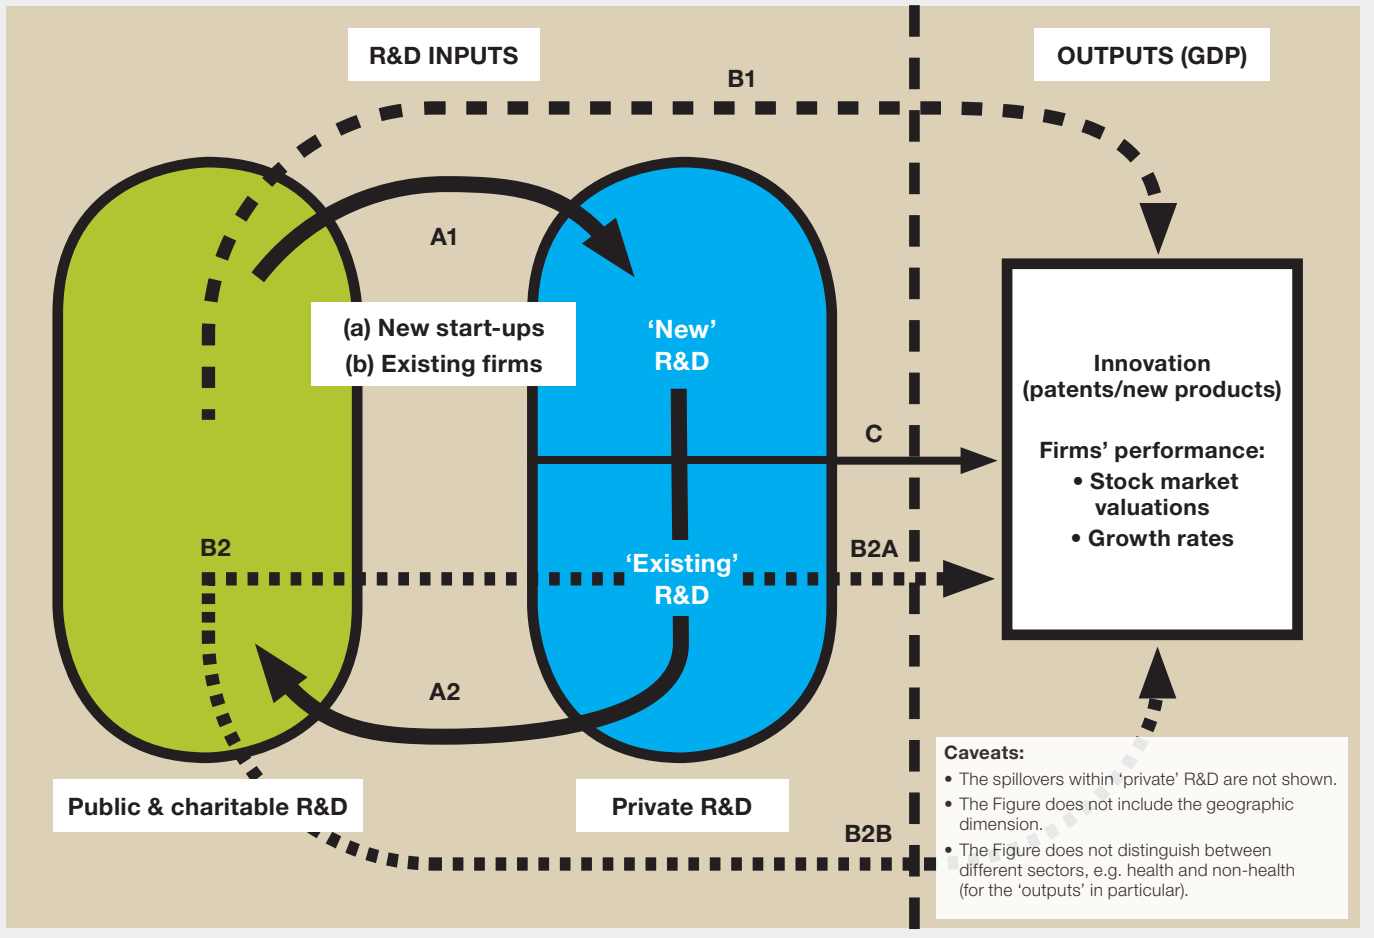 R&D INPUTS
OUTPUTS (GDP)
B1
A1
(a) New start-ups
(b) Existing firms
‘New’
R&D
Innovation
(patents/new products)
C
Firms’ performance:
• Stock market
valuations
• Growth rates
B2
B2A
‘Existing’
R&D
A2
Public & charitable R&D
Private R&D
B2B
Caveats:
• The spillovers within ‘private’ R&D are not shown.
• The Figure does not include the geographic
dimension.
• The Figure does not distinguish between
different sectors, e.g. health and non-health
(for the ‘outputs’ in particular).